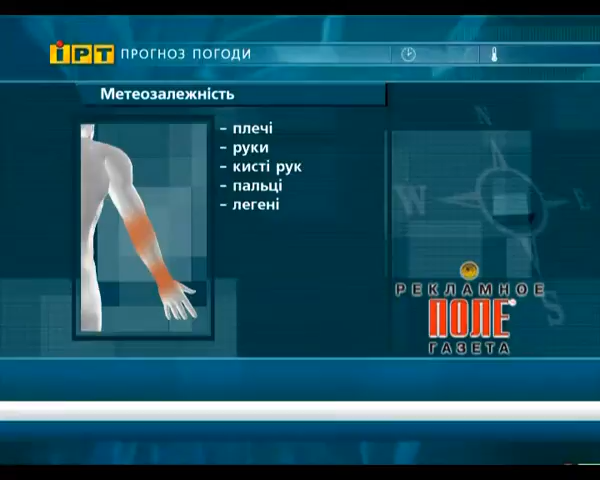 іРТ ПРОГНОЗ ПОГОДИ
Метеозалежність
- плечі
- руки
- кисті рук
- пальці
- легені
N
W
E
S
РЕКЛАМНОЕ
ПОЛЕ
ГАЗЕТА